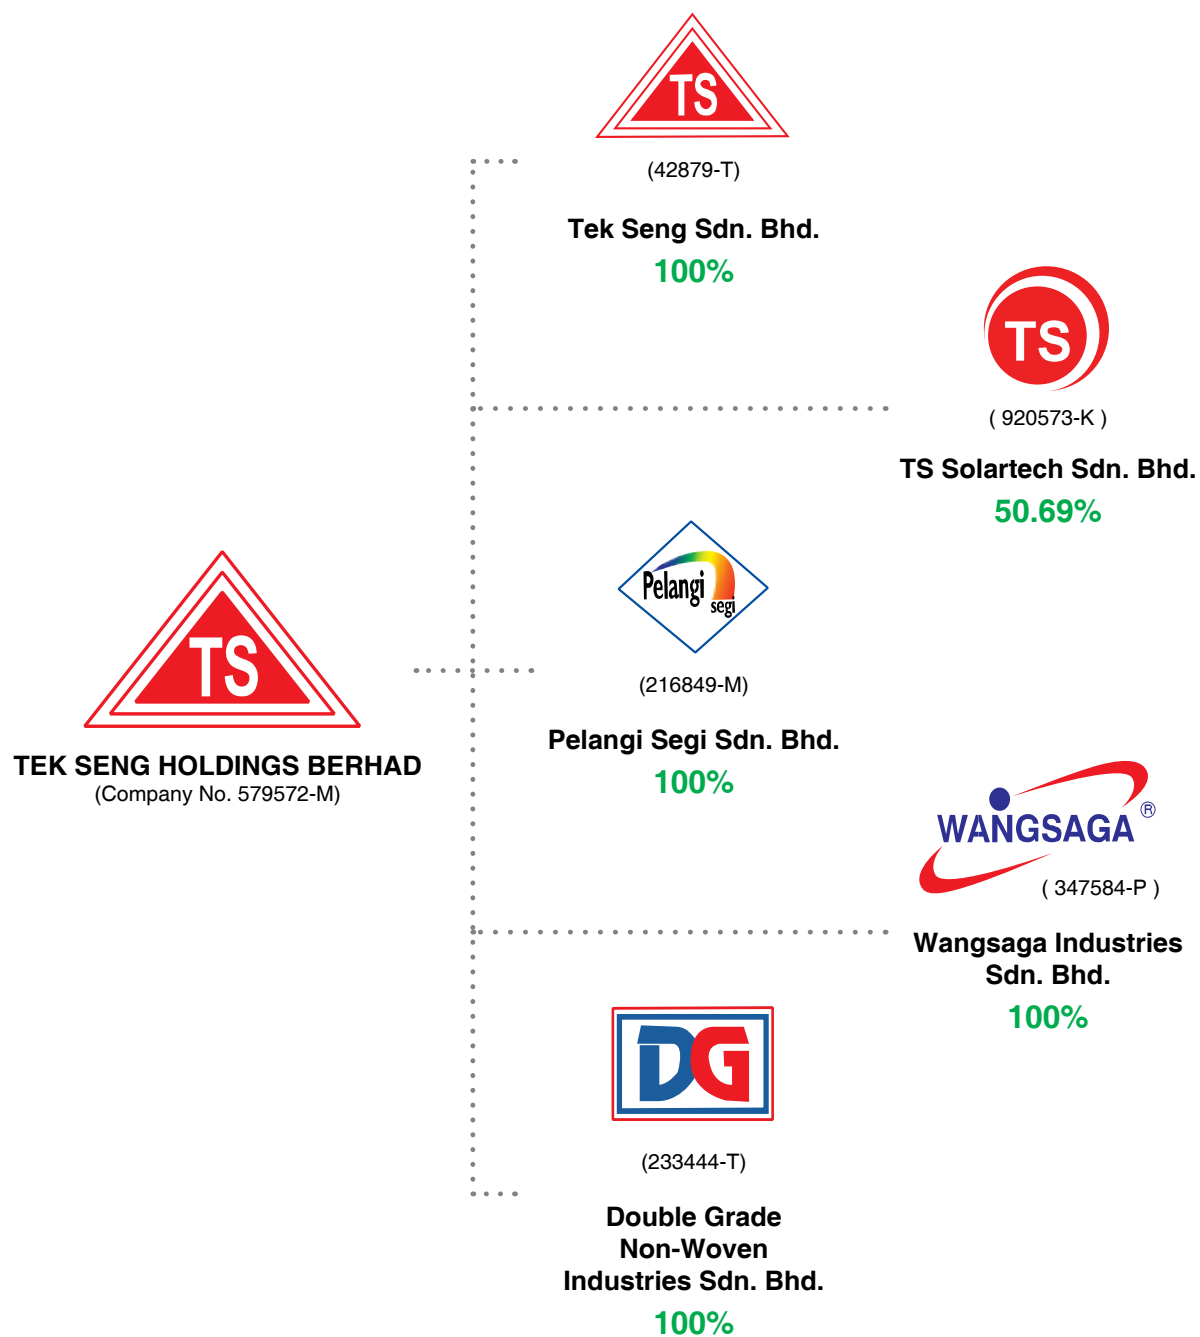 TS
(42879-T)
Tek Seng Sdn. Bhd.
100%
TS
( 920573-K )
TS Solartech Sdn. Bhd.
50.69%
Pelangi
segi
(216849-M)
Pelangi Segi Sdn. Bhd.
100%
TS
TEK SENG HOLDINGS BERHAD
(Company No. 579572-M)
WANGSAGA ®
( 347584-P )
Wangsaga Industries
Sdn. Bhd.
100%
DG
(233444-T)
Double Grade
Non-Woven
Industries Sdn. Bhd.
100%